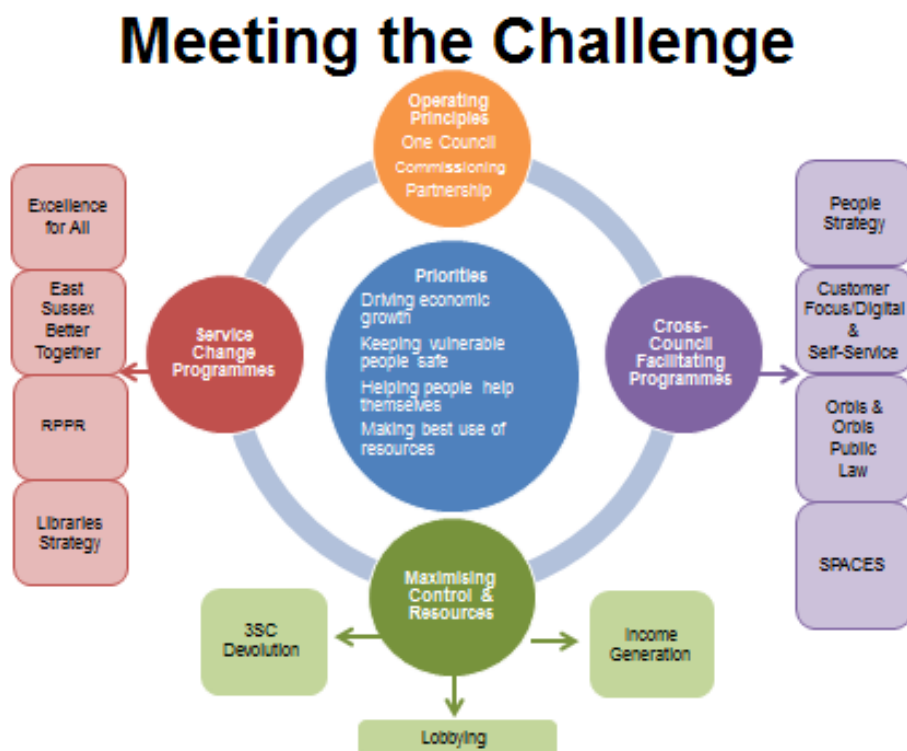 Meeting the Challenge
Operating
Principles
One Council
Commissioning
Partnership
Excellence
for All
East
Sussex
Better
Together
RPPR
Libraries
Strategy
Service
Change
Programmes
Priorities
Driving economic
growth
Keeping vulnerable
people safe
Helping people help
themselves
Making best use of
resources
Cross-
Council
Facilitating
Programmes
People
Strategy
Customer
Focus/Digital
&
Self-Service
Orbis &
Orbis
Public
Law
SPACES
Maximising
Control &
Resources
3SC
Devolution
Income
Generation
Lobbying